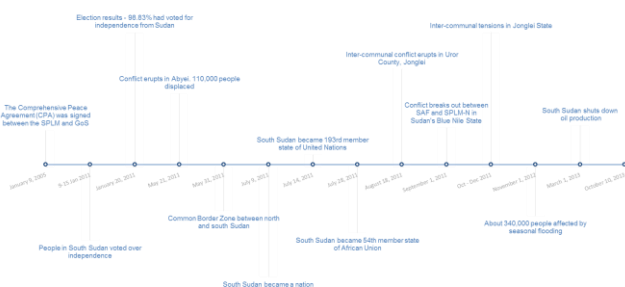 Election results - 98.83% had voted for
independence from Sudan
Inter-communal tensions in Jonglei State
Inter-communal conflict erupts in Uror
County, Jonglei
Conflict erupts in Abyei. 110,000 people
displaced
The Comprehensive Peace
Agreement (CPA) was signed
between the SPLM and GoS
Conflict breaks out between
SAF and SPLM-N in
Sudan's Blue Nile State
South Sudan shuts down
oil production
South Sudan became 193rd member
state of United Nations
January 9, 2005
9-15 Jan 2011
January 30, 2011
May 21, 2011
May 31, 2011
July 9, 2011
July 14, 2011
July 28, 2011
August 18, 2011
September 1, 2011
Oct - Dec 2011
November 1, 2011
March 1, 2012
October 10, 2012
Common Border Zone between north
and south Sudan
About 340,000 people affected by
seasonal flooding
People in South Sudan voted over
independence
South Sudan became 54th member state
of African Union
South Sudan became a nation